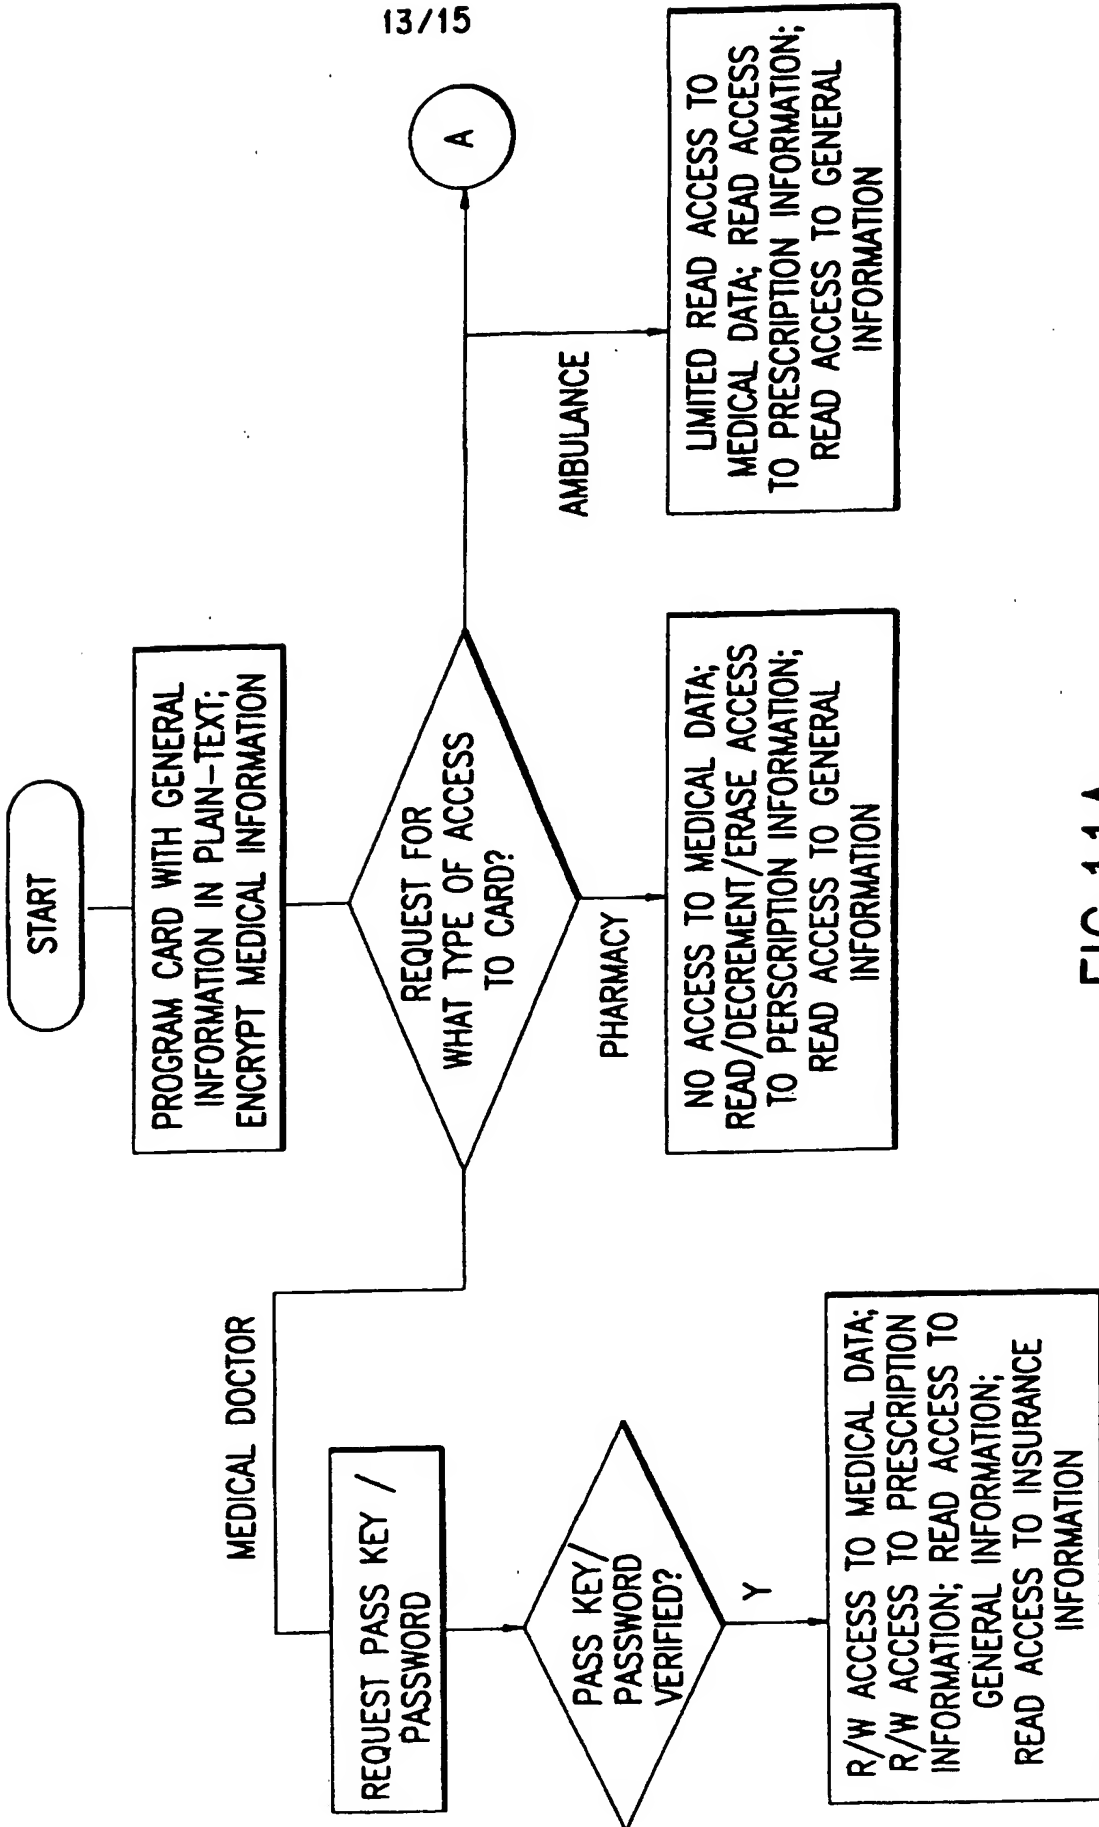 13/15
START
PROGRAM CARD WITH GENERAL
INFORMATION IN PLAIN-TEXT;
ENCRYPT MEDICAL INFORMATION
REQUEST FOR
WHAT TYPE OF ACCESS
TO CARD?
MEDICAL DOCTOR
REQUEST PASS KEY /
PASSWORD
PASS KEY/
PASSWORD
VERIFIED?
Y
R/W ACCESS TO MEDICAL DATA;
R/W ACCESS TO PRESCRIPTION
INFORMATION; READ ACCESS TO
GENERAL INFORMATION;
READ ACCESS TO INSURANCE
INFORMATION
PHARMACY
NO ACCESS TO MEDICAL DATA;
READ/DECREMENT/ERASE ACCESS
TO PERSCRIPTION INFORMATION;
READ ACCESS TO GENERAL
INFORMATION
AMBULANCE
LIMITED READ ACCESS TO
MEDICAL DATA; READ ACCESS
TO PRESCRIPTION INFORMATION;
READ ACCESS TO GENERAL
INFORMATION
A
FIG.11A